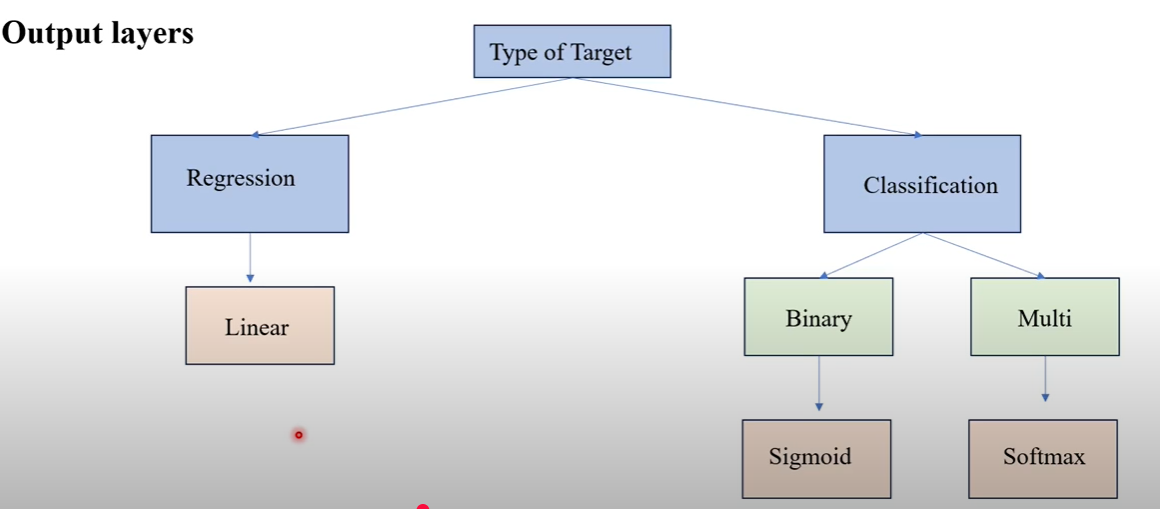 Output layers
Type of Target
Regression
Classification
Linear
Binary
Multi
Sigmoid
Softmax